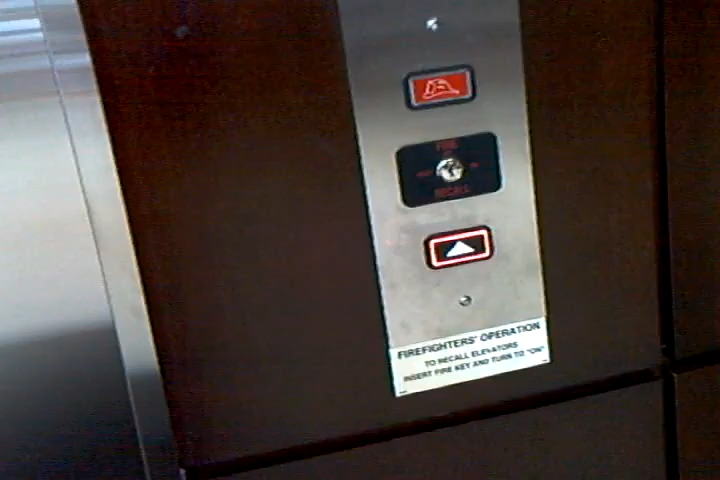 FIRE
RECALL
FIREFIGHTERS' OPERATION
TO RECALL ELEVATORS
INSERT FIRE KEY AND TURN TO "ON"